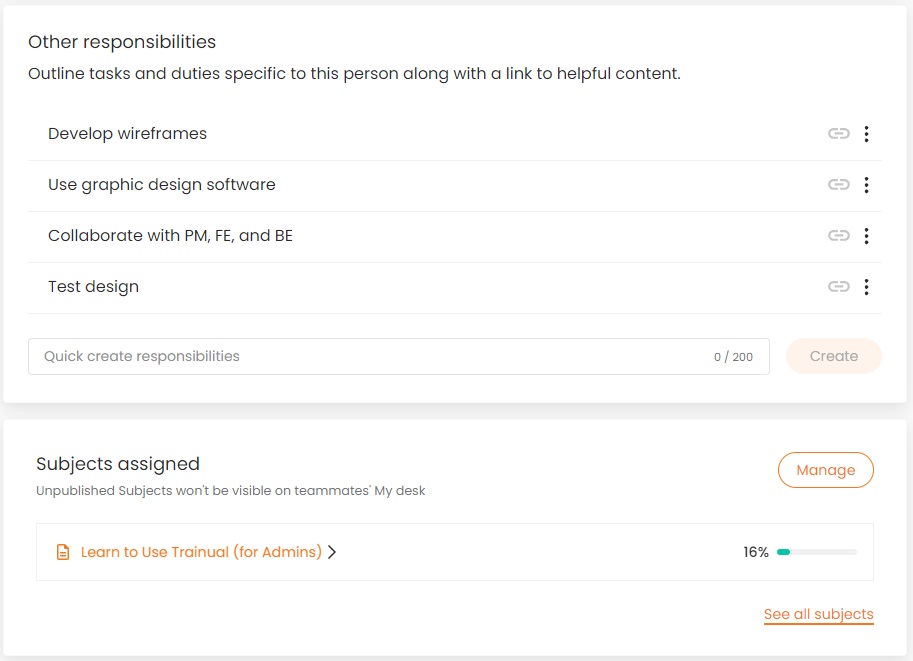 Other responsibilities
Outline tasks and duties specific to this person along with a link to helpful content.
Develop wireframes
Use graphic design software
Collaborate with PM, FE, and BE
Test design
Quick create responsibilities 0 / 200 Create
Subjects assigned
Manage
Unpublished Subjects won't be visible on teammates' My desk
Learn to Use Trainual (for Admins) 16%
See all subjects